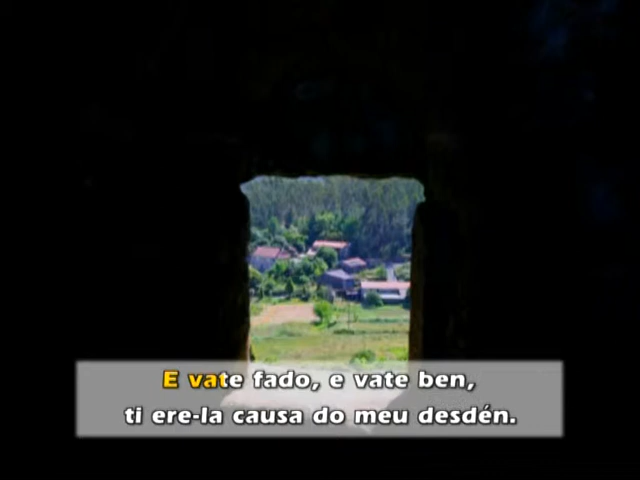 E vate fado, e vate ben,
ti ere-la causa do meu desdén.